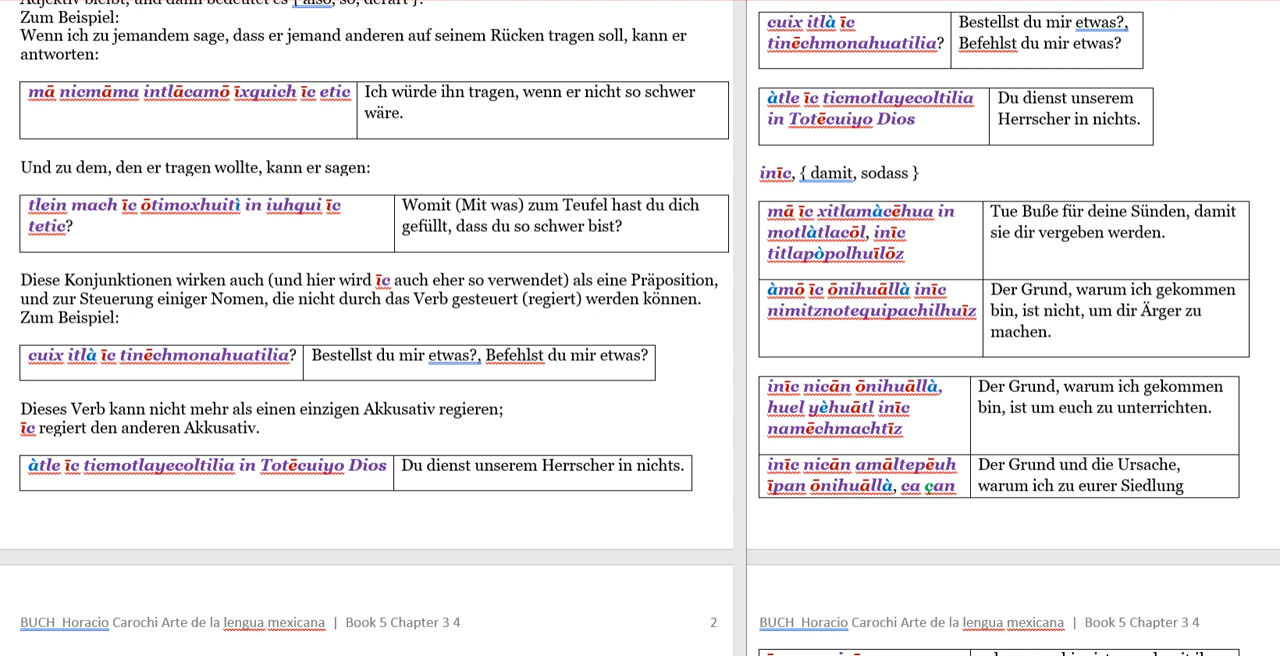 Adjektiv bleibt, und dann bedeutet es { also, so, derart }.
Zum Beispiel:
Wenn ich zu jemandem sage, dass er jemand anderen auf seinem Rücken tragen soll, kann er
antworten:
mā nicmāma intlācamō īxquich īc etic
Ich würde ihn tragen, wenn er nicht so schwer
wäre.
Und zu dem, den er tragen wollte, kann er sagen:
tlein mach īc ōtimoxhuitì in iuhqui īc
tetic?
Womit (Mit was) zum Teufel hast du dich
gefüllt, dass du so schwer bist?
Diese Konjunktionen wirken auch (und hier wird īc auch eher so verwendet) als eine Präposition,
und zur Steuerung einiger Nomen, die nicht durch das Verb gesteuert (regiert) werden können.
Zum Beispiel:
cuix itlà īc tinēchmonahuatilia?
Bestellst du mir etwas?, Befehlst du mir etwas?
Dieses Verb kann nicht mehr als einen einzigen Akkusativ regieren;
īc regiert den anderen Akkusativ.
àtle īc ticmotlayecoltilia in Totēcuiyo Dios
Du dienst unserem Herrscher in nichts.
BUCH Horacio Carochi Arte de la lengua mexicana | Book 5 Chapter 3 4
2
cuix itlà īc
tinēchmonahuatilia?
Bestellst du mir etwas?,
Befehlst du mir etwas?
àtle īc ticmotlayecoltilia
in Totēcuiyo Dios
Du dienst unserem
Herrscher in nichts.
inīc, { damit, sodass }
mā īc xitlamàcēhua in
motlàtlacōl, inīc
titlapòpolhuīlōz
Tue Buße für deine Sünden, damit
sie dir vergeben werden.
àmō īc ōnihuāllà inīc
nimitznotequipachilhuīz
Der Grund, warum ich gekommen
bin, ist nicht, um dir Ärger zu
machen.
inīc nicān ōnihuāllà,
huel yèhuātl inīc
namēchmachtīz
Der Grund, warum ich gekommen
bin, ist um euch zu unterrichten.
inīc nicān amāltepēuh
īpan ōnihuāllà, ca çan
Der Grund und die Ursache,
warum ich zu eurer Siedlung
BUCH Horacio Carochi Arte de la lengua mexicana | Book 5 Chapter 3 4